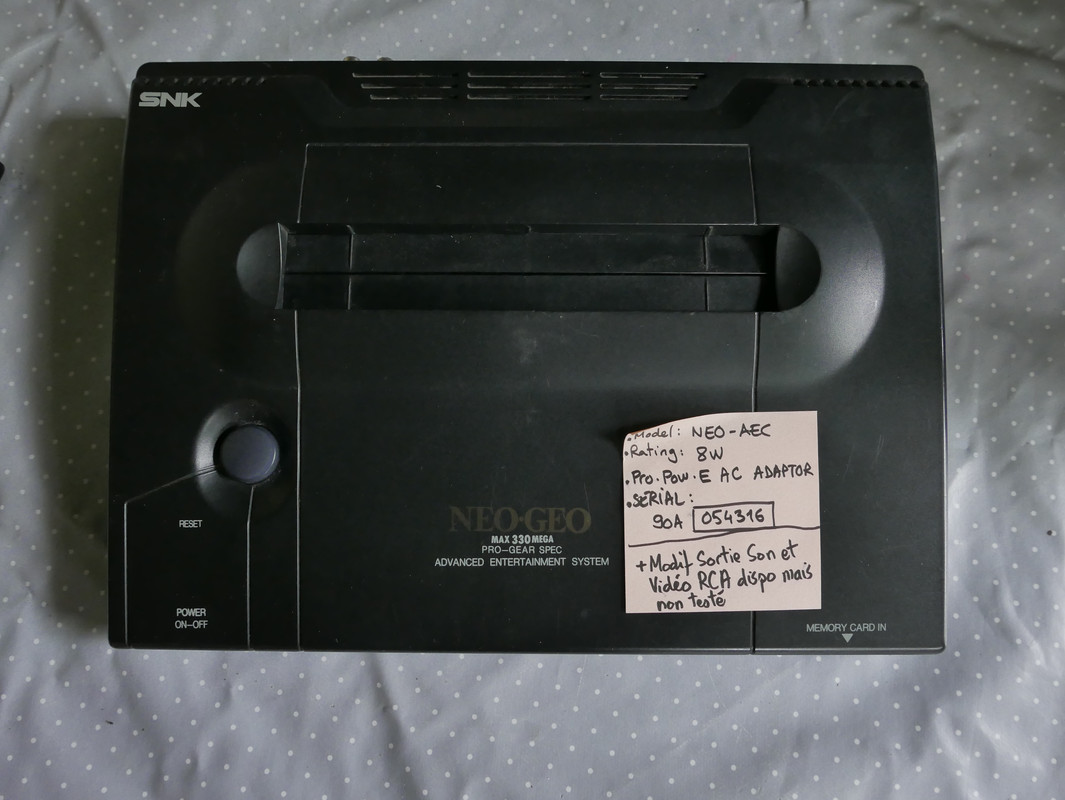 SNK
NEO•GEO
MAX 330 MEGA
PRO-GEAR SPEC
ADVANCED ENTERTAINMENT SYSTEM
RESET
POWER
ON-OFF
MEMORY CARD IN
•Model: NEO-AEC
•Rating: 8W
•Pro.Pow.E AC ADAPTOR
•SERIAL:
90A 054316
+Modif Sortie Son et
Vidéo RCA dispo mais
non testé